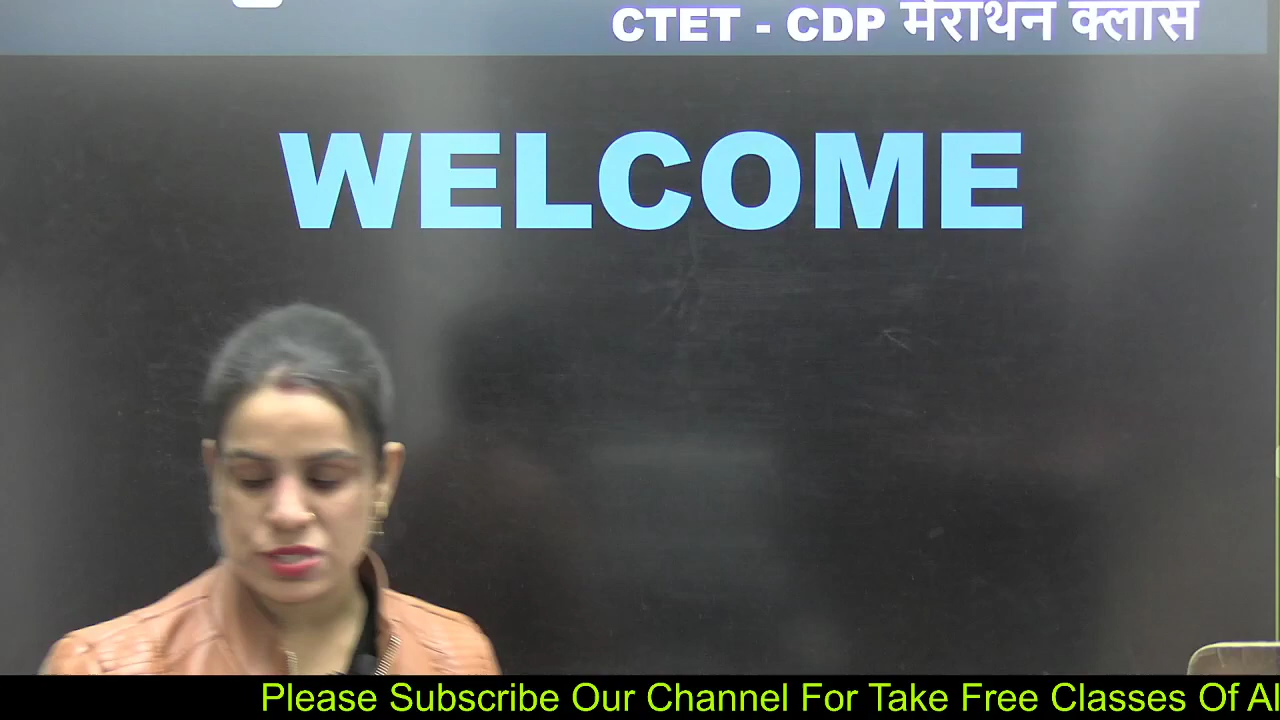 CTET - CDP मैराथन क्लास
WELCOME
Please Subscribe Our Channel For Take Free Classes Of Al